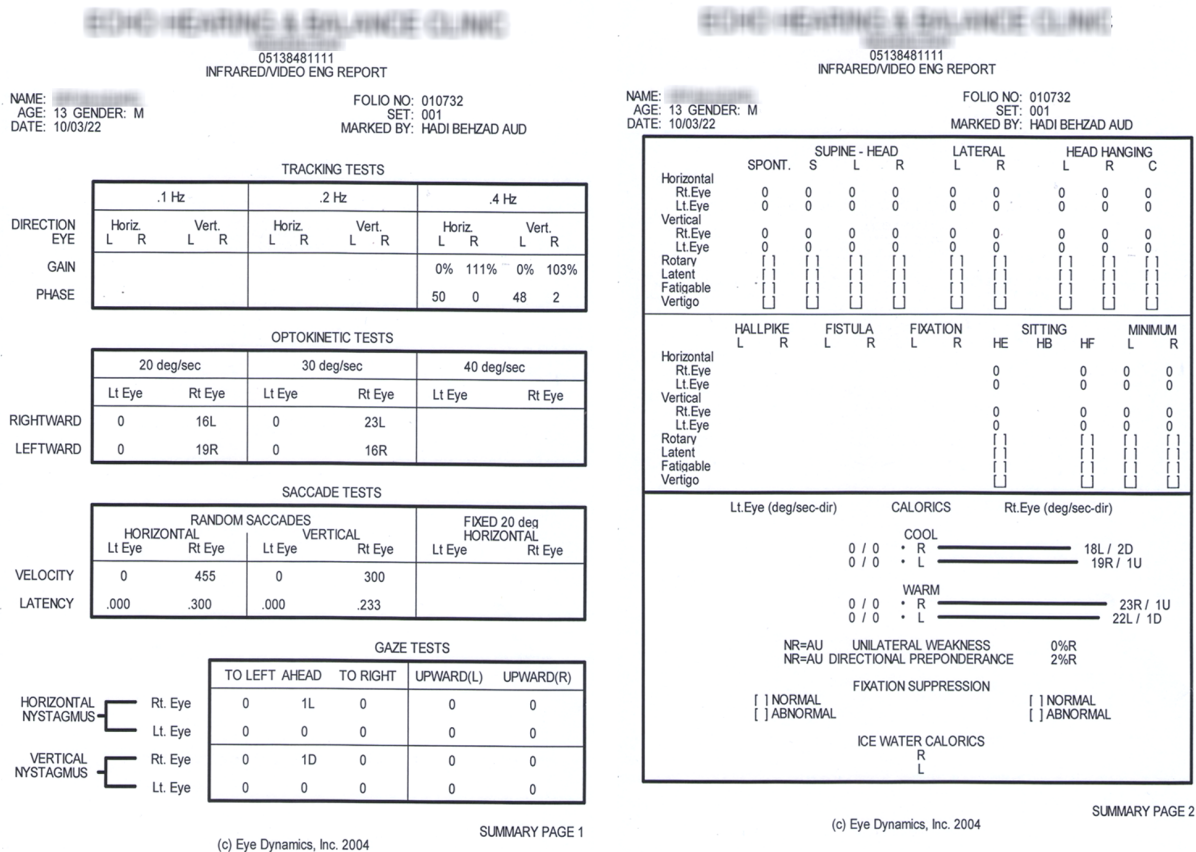 ECHO HEARING & BALANCE CLINIC
05138481111
INFRARED/VIDEO ENG REPORT
NAME:
AGE: 13 GENDER: M
DATE: 10/03/22
FOLIO NO: 010732
SET: 001
MARKED BY: HADI BEHZAD AUD
TRACKING TESTS
.1 Hz .2 Hz .4 Hz
DIRECTION Horiz. Vert. Horiz. Vert. Horiz. Vert.
EYE L R L R L R L R L R L R
GAIN 0% 111% 0% 103%
PHASE 50 0 48 2
OPTOKINETIC TESTS
20 deg/sec 30 deg/sec 40 deg/sec
Lt Eye Rt Eye Lt Eye Rt Eye Lt Eye Rt Eye
RIGHTWARD 0 16L 0 23L
LEFTWARD 0 19R 0 16R
SACCADE TESTS
RANDOM SACCADES FIXED 20 deg
HORIZONTAL VERTICAL HORIZONTAL
Lt Eye Rt Eye Lt Eye Rt Eye Lt Eye Rt Eye
VELOCITY 0 455 0 300
LATENCY .000 .300 .000 .233
GAZE TESTS
TO LEFT AHEAD TO RIGHT UPWARD(L) UPWARD(R)
HORIZONTAL NYSTAGMUS
Rt. Eye 0 1L 0 0 0
Lt. Eye 0 0 0 0 0
VERTICAL NYSTAGMUS
Rt. Eye 0 1D 0 0 0
Lt. Eye 0 0 0 0 0
SUMMARY PAGE 1
(c) Eye Dynamics, Inc. 2004
ECHO HEARING & BALANCE CLINIC
05138481111
INFRARED/VIDEO ENG REPORT
NAME:
AGE: 13 GENDER: M
DATE: 10/03/22
FOLIO NO: 010732
SET: 001
MARKED BY: HADI BEHZAD AUD
SUPINE - HEAD LATERAL HEAD HANGING
SPONT. S L R L R L R C
Horizontal
Rt.Eye 0 0 0 0 0 0 0 0 0
Lt.Eye 0 0 0 0 0 0 0 0 0
Vertical
Rt.Eye 0 0 0 0 0 0 0 0 0
Lt.Eye 0 0 0 0 0 0 0 0 0
Rotary [ ] [ ] [ ] [ ] [ ] [ ] [ ] [ ] [ ]
Latent [ ] [ ] [ ] [ ] [ ] [ ] [ ] [ ] [ ]
Fatigable [ ] [ ] [ ] [ ] [ ] [ ] [ ] [ ] [ ]
Vertigo [ ] [ ] [ ] [ ] [ ] [ ] [ ] [ ] [ ]
HALLPIKE FISTULA FIXATION SITTING MINIMUM
L R L R L R HE HB HF L R
Horizontal
Rt.Eye 0 0 0 0
Lt.Eye 0 0 0 0
Vertical
Rt.Eye 0 0 0 0
Lt.Eye 0 0 0 0
Rotary [ ] [ ] [ ] [ ]
Latent [ ] [ ] [ ] [ ]
Fatigable [ ] [ ] [ ] [ ]
Vertigo [ ] [ ] [ ] [ ]
Lt.Eye (deg/sec-dir) CALORICS Rt.Eye (deg/sec-dir)
COOL
0 / 0 • R 18L / 2D
0 / 0 • L 19R / 1U
WARM
0 / 0 • R 23R / 1U
0 / 0 • L 22L / 1D
NR=AU UNILATERAL WEAKNESS 0%R
NR=AU DIRECTIONAL PREPONDERANCE 2%R
FIXATION SUPPRESSION
[ ] NORMAL [ ] NORMAL
[ ] ABNORMAL [ ] ABNORMAL
ICE WATER CALORICS
R
L
SUMMARY PAGE 2
(c) Eye Dynamics, Inc. 2004